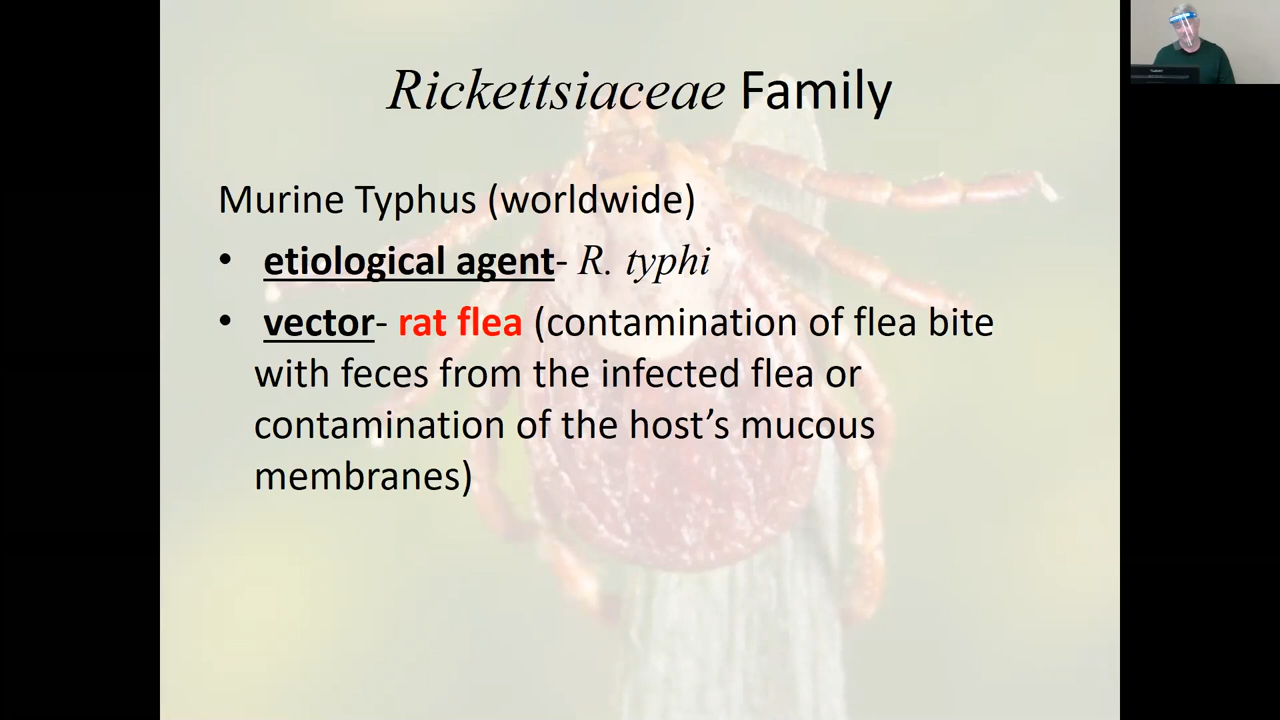 Rickettsiaceae Family
Murine Typhus (worldwide)
• etiological agent- R. typhi
• vector- rat flea (contamination of flea bite
with feces from the infected flea or
contamination of the host’s mucous
membranes)